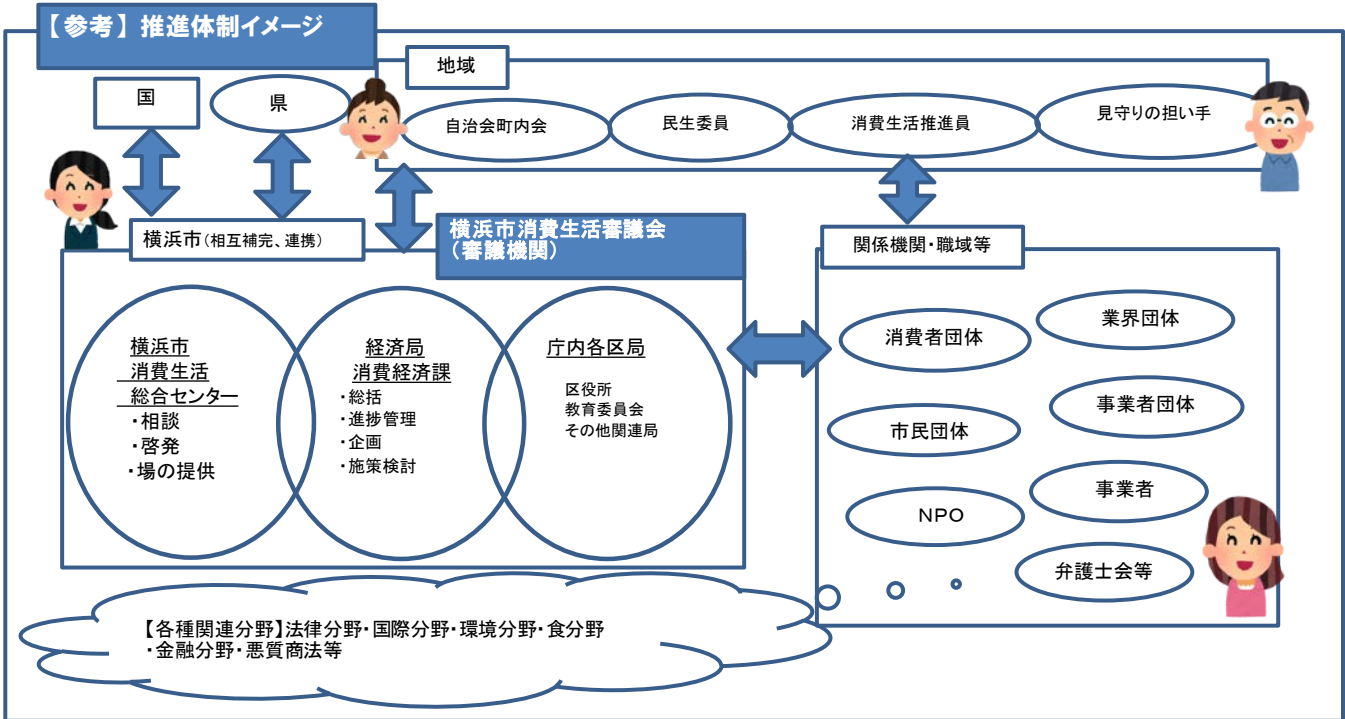 【参考】推進体制イメージ
国
県
地域
自治会町内会
民生委員
消費生活推進員
見守りの担い手
横浜市(相互補完、連携)
横浜市消費生活審議会
(審議機関)
関係機関・職域等
横浜市
消費生活
総合センター
・相談
・啓発
・場の提供
経済局
消費経済課
・総括
・進捗管理
・企画
・施策検討
庁内各区局
区役所
教育委員会
その他関連局
消費者団体
業界団体
市民団体
事業者団体
NPO
事業者
弁護士会等
【各種関連分野】法律分野・国際分野・環境分野・食分野
・金融分野・悪質商法等